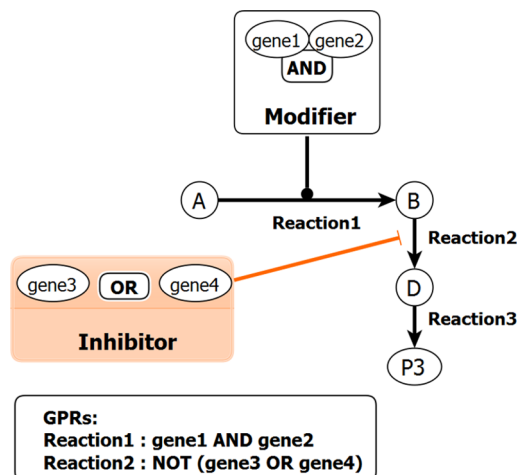 gene1 gene2
AND
Modifier
A B
Reaction1
Reaction2
gene3 OR gene4
D
Inhibitor
Reaction3
P3
GPRs:
Reaction1 : gene1 AND gene2
Reaction2 : NOT (gene3 OR gene4)